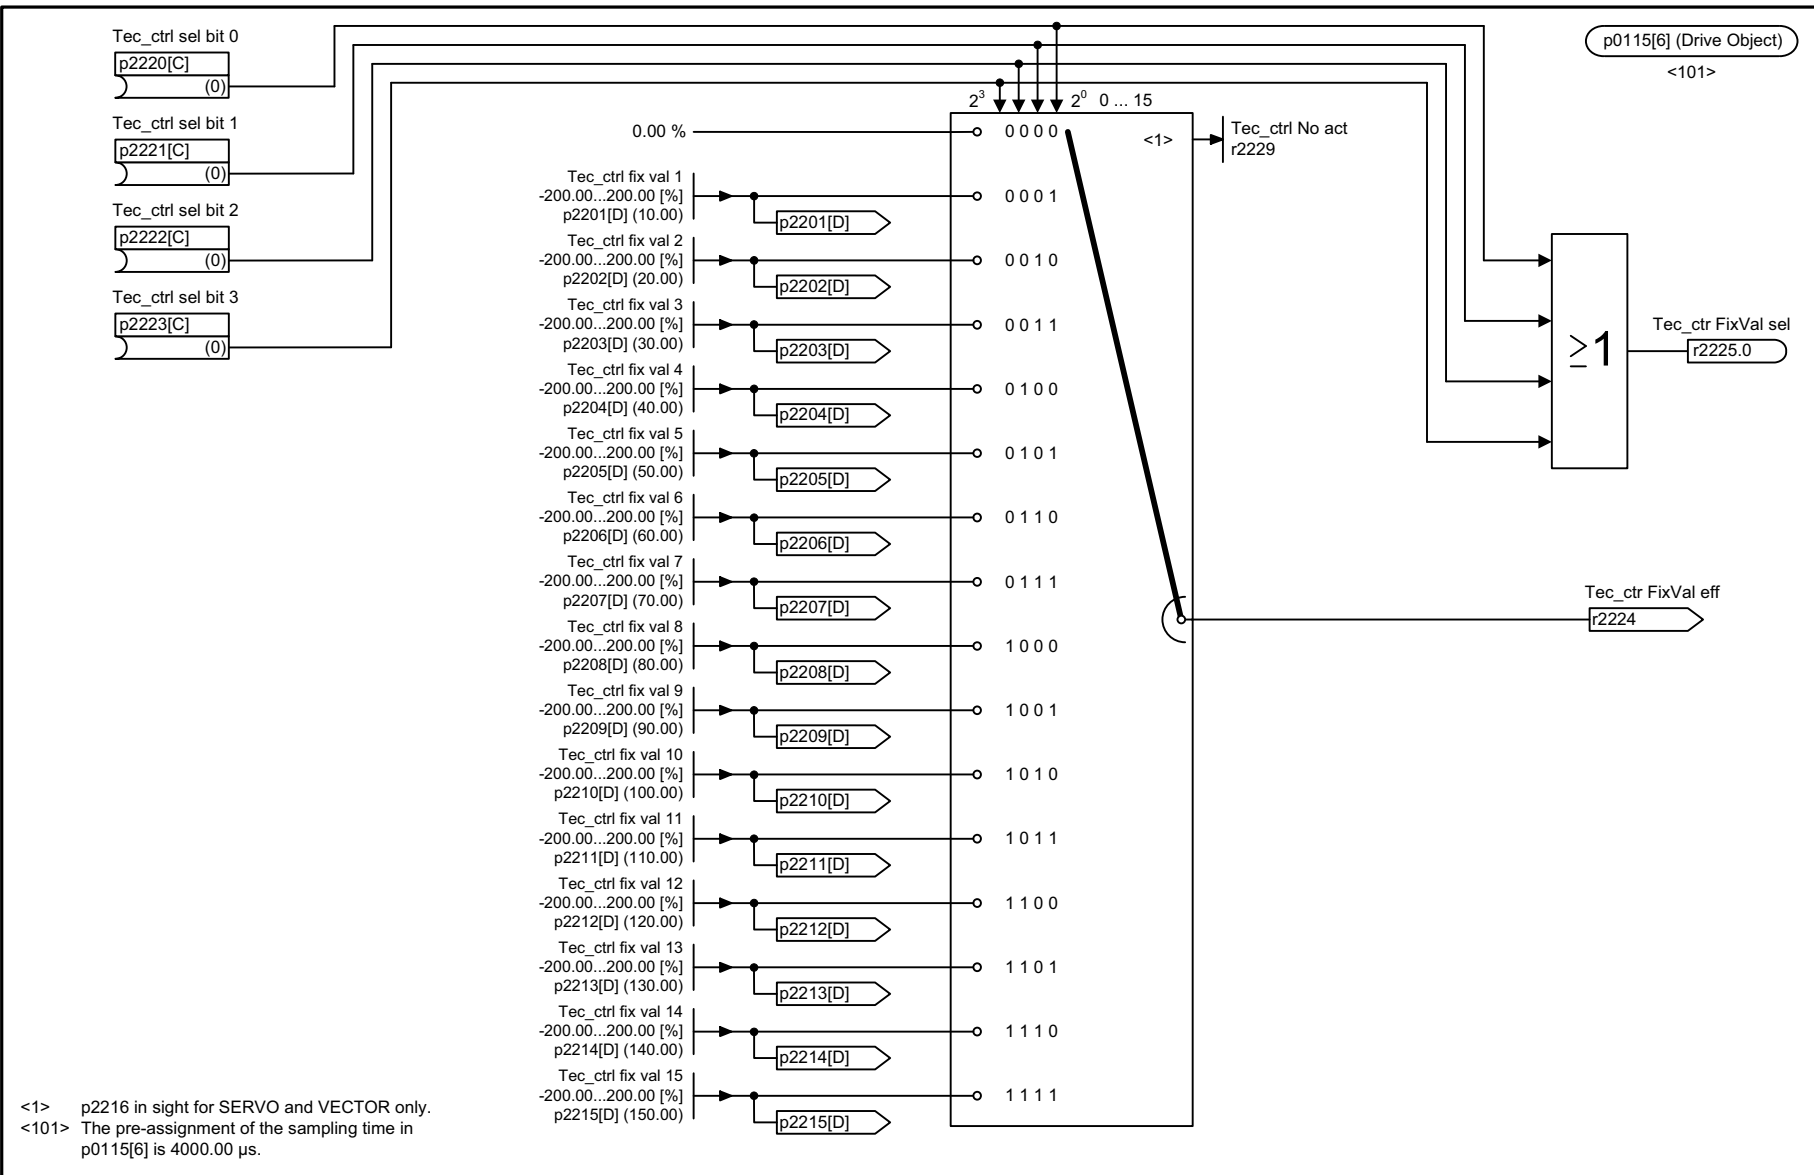 Tec_ctrl sel bit 0
p2220[C]
(0)
Tec_ctrl sel bit 1
p2221[C]
(0)
Tec_ctrl sel bit 2
p2222[C]
(0)
Tec_ctrl sel bit 3
p2223[C]
(0)
p0115[6] (Drive Object)
<101>
2³ 2⁰ 0 ... 15
0.00 % 0 0 0 0
<1>
Tec_ctrl No act
r2229
Tec_ctrl fix val 1
-200.00...200.00 [%] 0 0 0 1
p2201[D] (10.00)
p2201[D]
Tec_ctrl fix val 2
-200.00...200.00 [%] 0 0 1 0
p2202[D] (20.00)
p2202[D]
Tec_ctrl fix val 3
-200.00...200.00 [%] 0 0 1 1
p2203[D] (30.00)
p2203[D]
Tec_ctrl fix val 4
-200.00...200.00 [%] 0 1 0 0
p2204[D] (40.00)
p2204[D]
Tec_ctrl fix val 5
-200.00...200.00 [%] 0 1 0 1
p2205[D] (50.00)
p2205[D]
Tec_ctrl fix val 6
-200.00...200.00 [%] 0 1 1 0
p2206[D] (60.00)
p2206[D]
Tec_ctrl fix val 7
-200.00...200.00 [%] 0 1 1 1
p2207[D] (70.00)
p2207[D]
Tec_ctrl fix val 8
-200.00...200.00 [%] 1 0 0 0
p2208[D] (80.00)
p2208[D]
Tec_ctrl fix val 9
-200.00...200.00 [%] 1 0 0 1
p2209[D] (90.00)
p2209[D]
Tec_ctrl fix val 10
-200.00...200.00 [%] 1 0 1 0
p2210[D] (100.00)
p2210[D]
Tec_ctrl fix val 11
-200.00...200.00 [%] 1 0 1 1
p2211[D] (110.00)
p2211[D]
Tec_ctrl fix val 12
-200.00...200.00 [%] 1 1 0 0
p2212[D] (120.00)
p2212[D]
Tec_ctrl fix val 13
-200.00...200.00 [%] 1 1 0 1
p2213[D] (130.00)
p2213[D]
Tec_ctrl fix val 14
-200.00...200.00 [%] 1 1 1 0
p2214[D] (140.00)
p2214[D]
Tec_ctrl fix val 15
-200.00...200.00 [%] 1 1 1 1
p2215[D] (150.00)
p2215[D]
≥1
Tec_ctr FixVal sel
r2225.0
Tec_ctr FixVal eff
r2224
<1> p2216 in sight for SERVO and VECTOR only.
<101> The pre-assignment of the sampling time in
p0115[6] is 4000.00 µs.